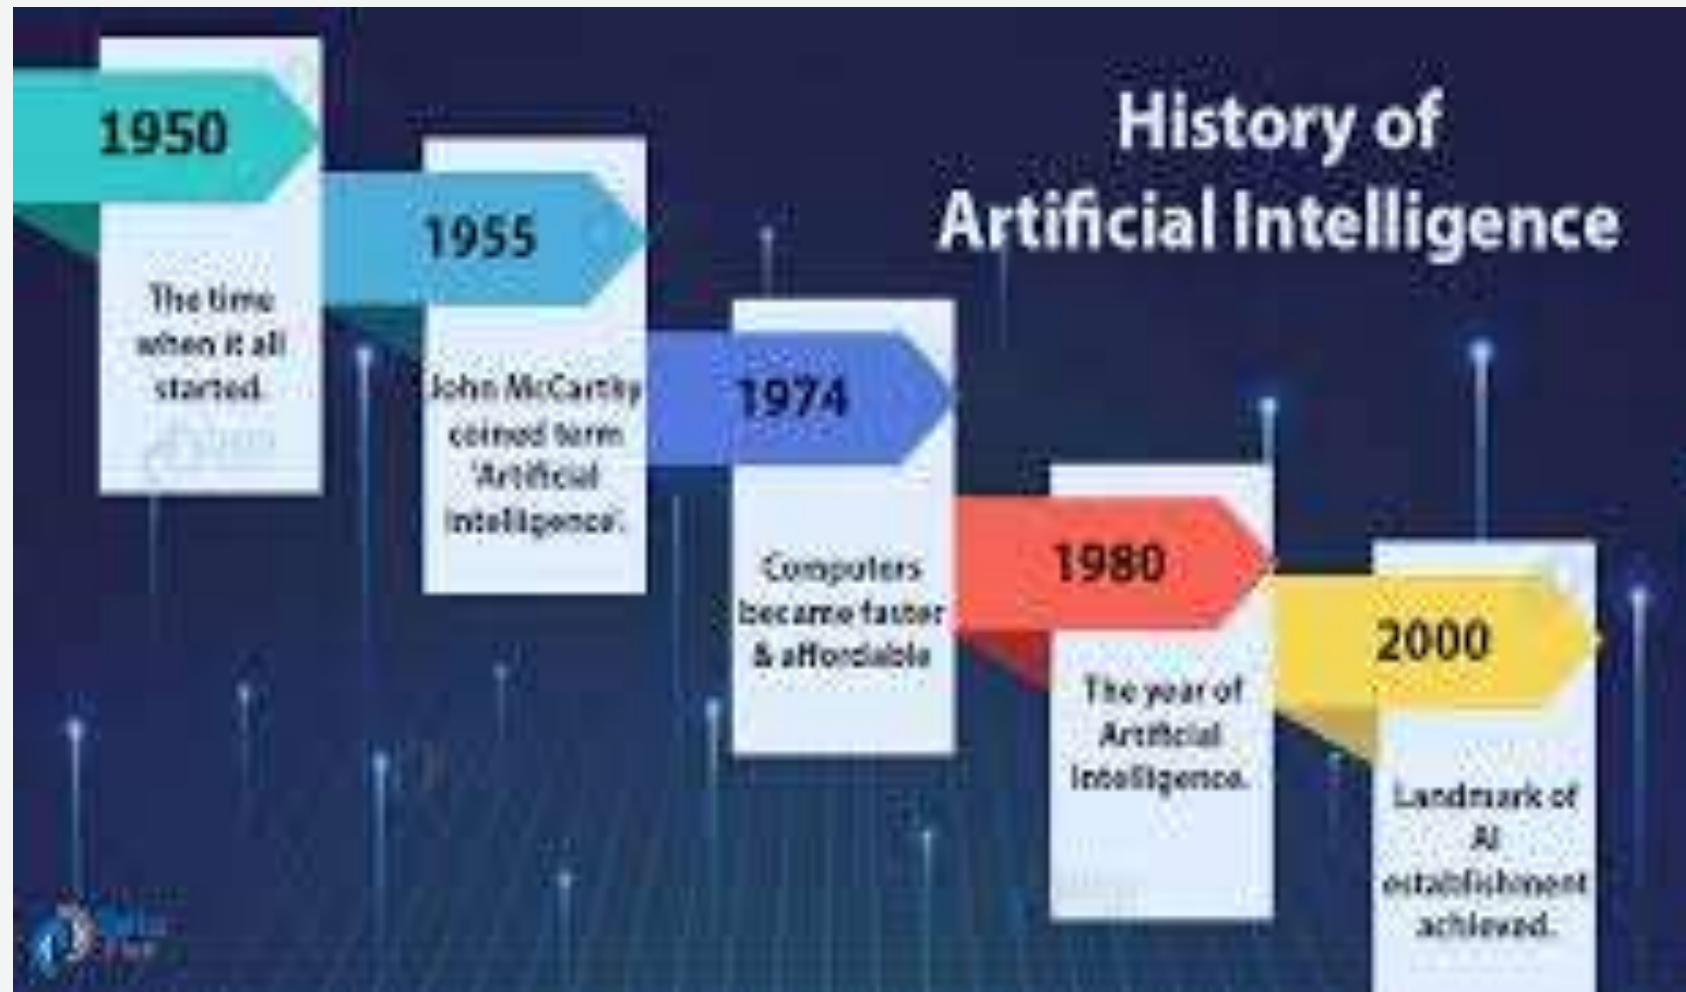 History of
Artificial Intelligence
1950
The time
when it all
started.
1955
John McCarthy
coined term
'Artificial
Intelligence'.
1974
Computers
became faster
& affordable
1980
The year of
Artificial
Intelligence.
2000
Landmark of
AI
establishment
achieved.